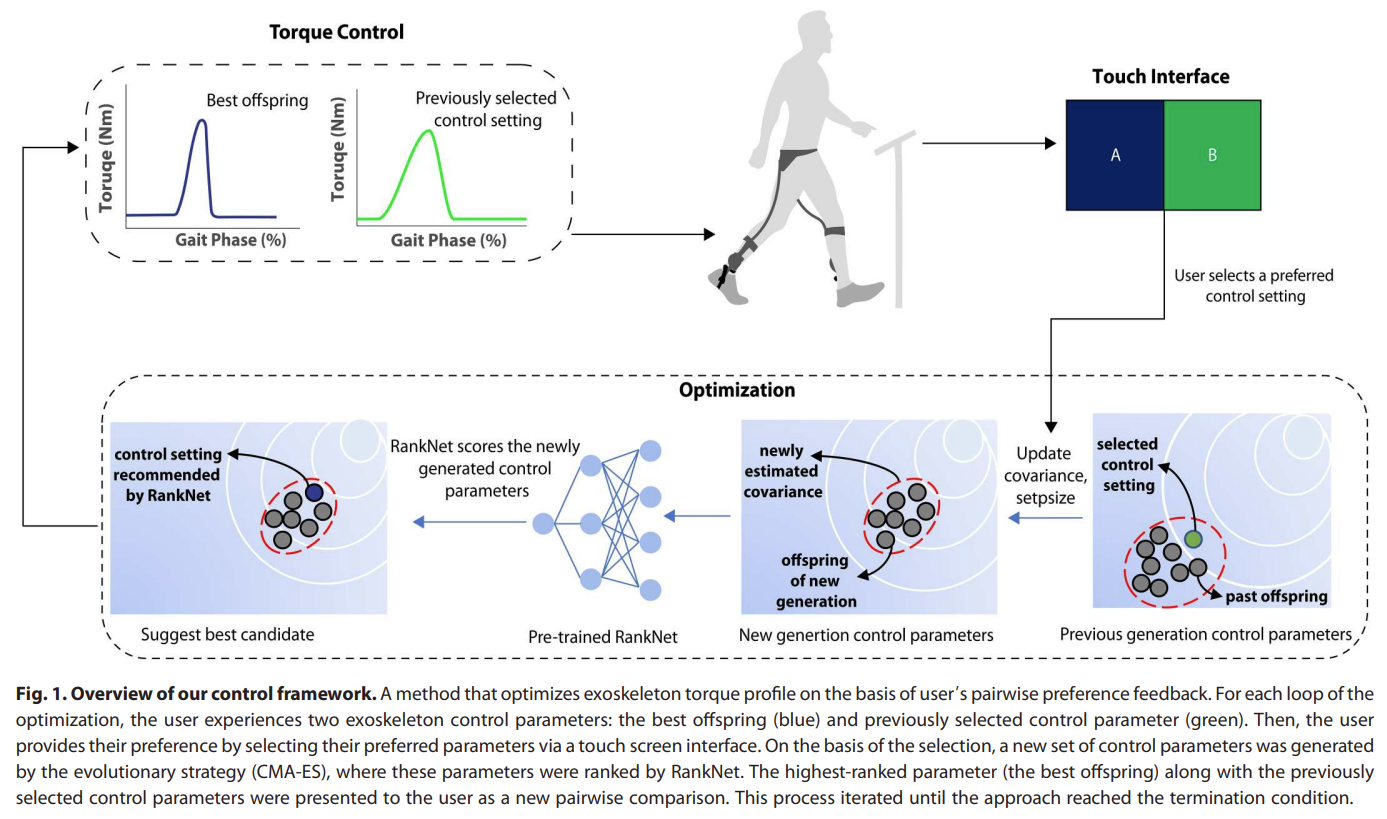 Torque Control
Toruqe (Nm)
Best offspring
Gait Phase (%)
Toruqe (Nm)
Previously selected
control setting
Gait Phase (%)
Touch Interface
A
B
User selects a preferred
control setting
Optimization
control setting
recommended
by RankNet
Suggest best candidate
RankNet scores the newly
generated control
parameters
Pre-trained RankNet
newly
estimated
covariance
offspring
of new
generation
New genertion control parameters
Update
covariance,
setpsize
selected
control
setting
past offspring
Previous generation control parameters
Fig. 1. Overview of our control framework. A method that optimizes exoskeleton torque profile on the basis of user's pairwise preference feedback. For each loop of the
optimization, the user experiences two exoskeleton control parameters: the best offspring (blue) and previously selected control parameter (green). Then, the user
provides their preference by selecting their preferred parameters via a touch screen interface. On the basis of the selection, a new set of control parameters was generated
by the evolutionary strategy (CMA-ES), where these parameters were ranked by RankNet. The highest-ranked parameter (the best offspring) along with the previously
selected control parameters were presented to the user as a new pairwise comparison. This process iterated until the approach reached the termination condition.